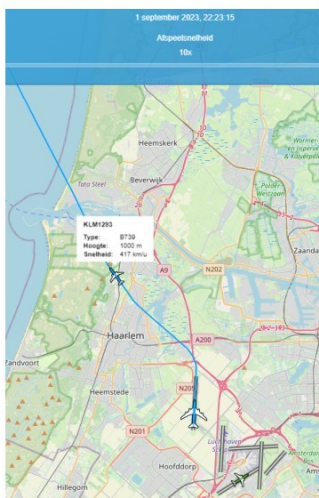 1 september 2023, 22:23:15
Afspeelsnelheid
10x
Heemskerk
Beverwijk
Tata Steel
KLM1293
Type: B739
Hoogte: 1000 m
Snelheid: 417 km/u
A9
N202
Zaanda
Haarlem
A200
Zandvoort
Heemstede
N205
N201
Hoofddorp
Hillegom